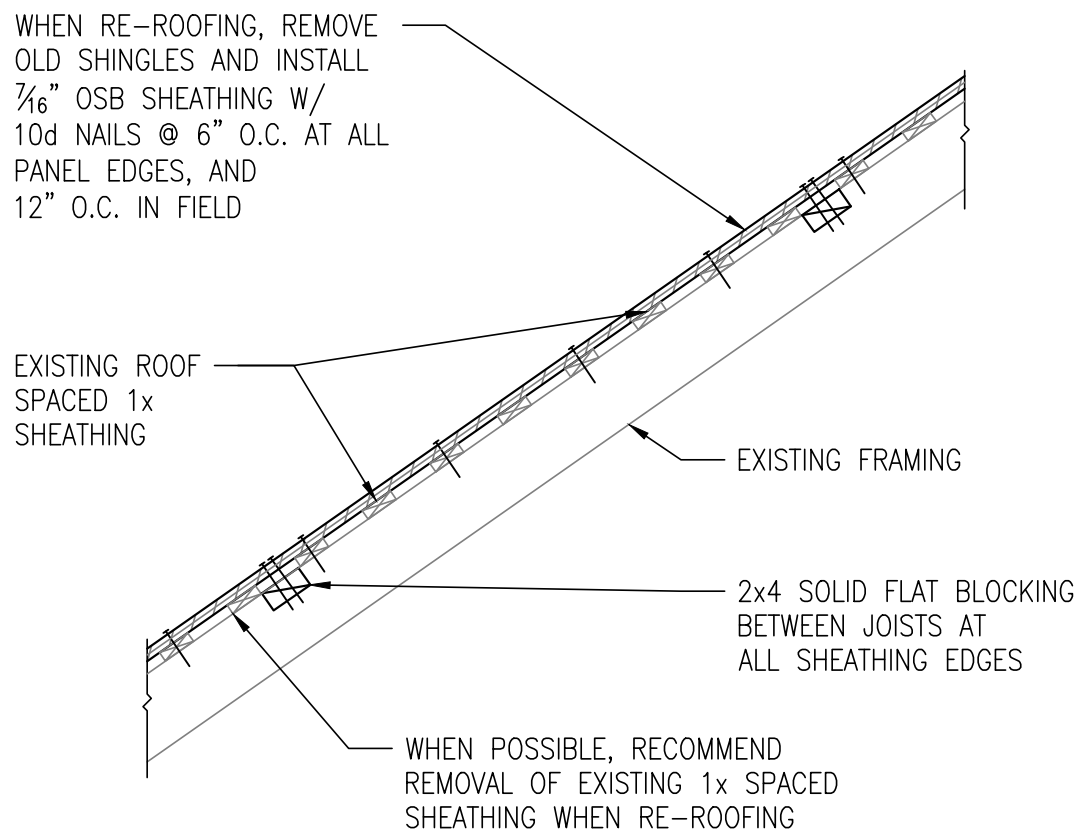 WHEN RE-ROOFING, REMOVE
OLD SHINGLES AND INSTALL
7/16" OSB SHEATHING W/
10d NAILS @ 6" O.C. AT ALL
PANEL EDGES, AND
12" O.C. IN FIELD
EXISTING ROOF
SPACED 1x
SHEATHING
EXISTING FRAMING
2x4 SOLID FLAT BLOCKING
BETWEEN JOISTS AT
ALL SHEATHING EDGES
WHEN POSSIBLE, RECOMMEND
REMOVAL OF EXISTING 1x SPACED
SHEATHING WHEN RE-ROOFING